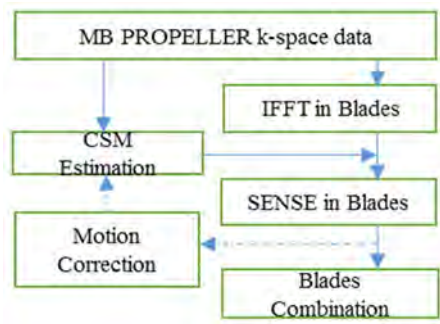 MB PROPELLER k-space data
IFFT in Blades
CSM
Estimation
SENSE in Blades
Motion
Correction
Blades
Combination